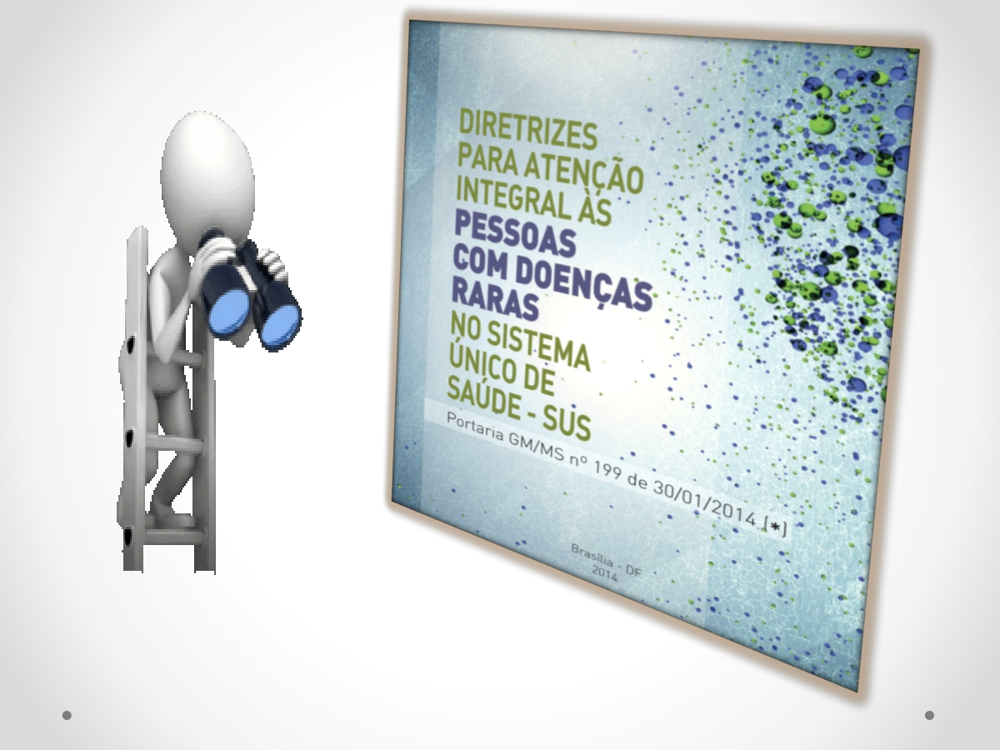 DIRETRIZES
PARA ATENÇÃO
INTEGRAL ÀS
PESSOAS
COM DOENÇAS
RARAS
NO SISTEMA
ÚNICO DE
SAÚDE - SUS
Portaria GM/MS nº 199 de 30/01/2014.(*)
Brasília - DF
2014